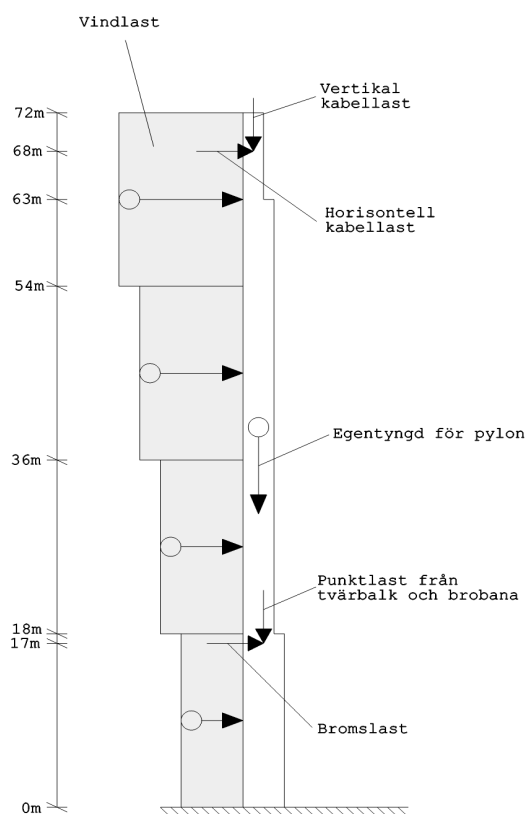 Vindlast
Vertikal
kabellast
72m
68m
63m
Horisontell
kabellast
54m
Egentyngd för pylon
36m
Punktlast från
tvärbalk och brobana
18m
17m
Bromslast
0m